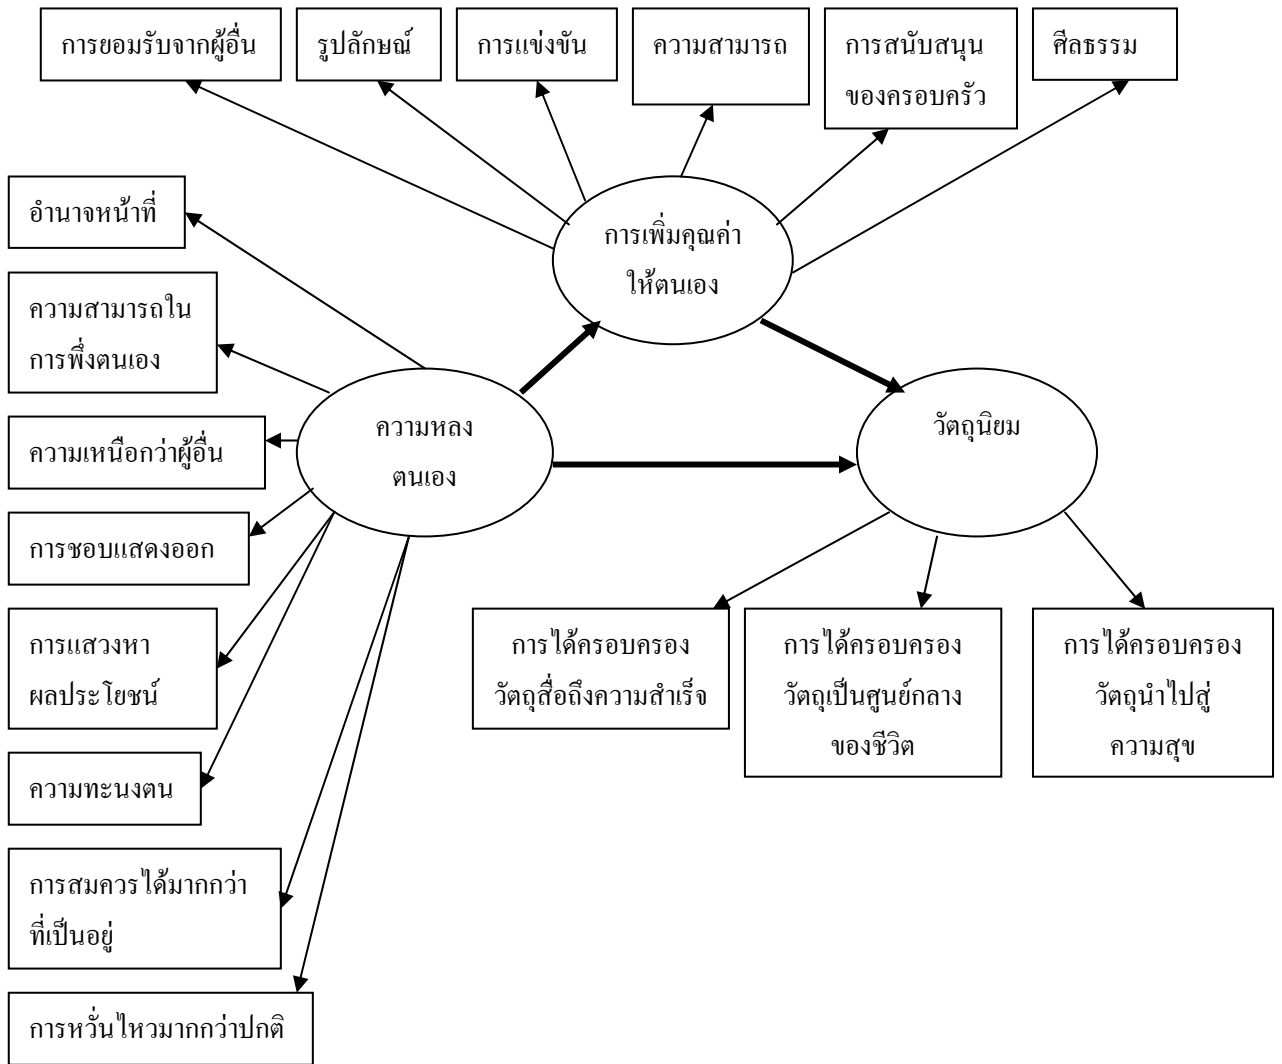 การยอมรับจากผู้อื่น
รูปลักษณ์
การแข่งขัน
ความสามารถ
การสนับสนุน
ของครอบครัว
ศีลธรรม
อำนาจหน้าที่
การเพิ่มคุณค่า
ให้ตนเอง
ความสามารถใน
การพึ่งตนเอง
ความเหนือกว่าผู้อื่น
ความหลง
ตนเอง
วัตถุนิยม
การชอบแสดงออก
การแสวงหา
ผลประโยชน์
การได้ครอบครอง
วัตถุสื่อถึงความสำเร็จ
การได้ครอบครอง
วัตถุเป็นศูนย์กลาง
ของชีวิต
การได้ครอบครอง
วัตถุนำไปสู่
ความสุข
ความทะนงตน
การสมควรได้มากกว่า
ที่เป็นอยู่
การหวั่นไหวมากกว่าปกติ